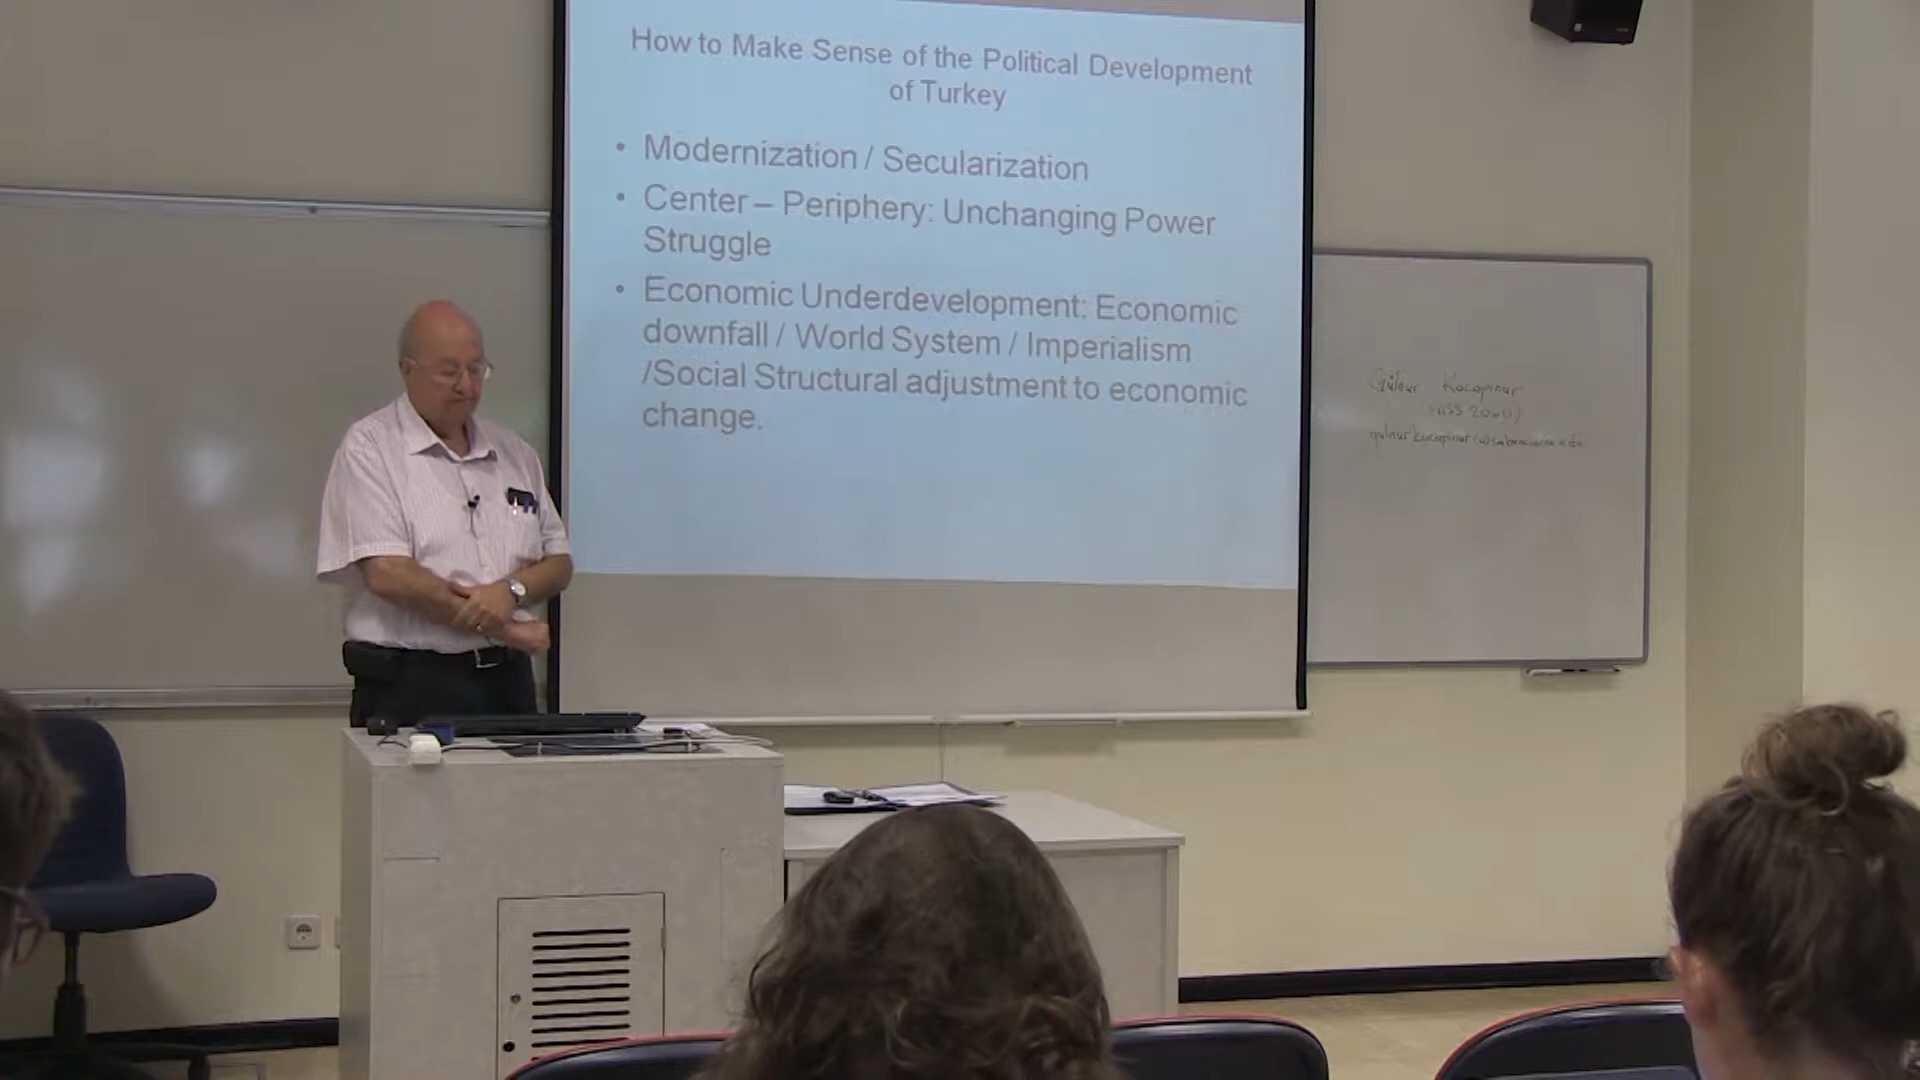 How to Make Sense of the Political Development
of Turkey
• Modernization / Secularization
• Center – Periphery: Unchanging Power
Struggle
• Economic Underdevelopment: Economic
downfall / World System / Imperialism
/Social Structural adjustment to economic
change.
Gülnur Kocapınar